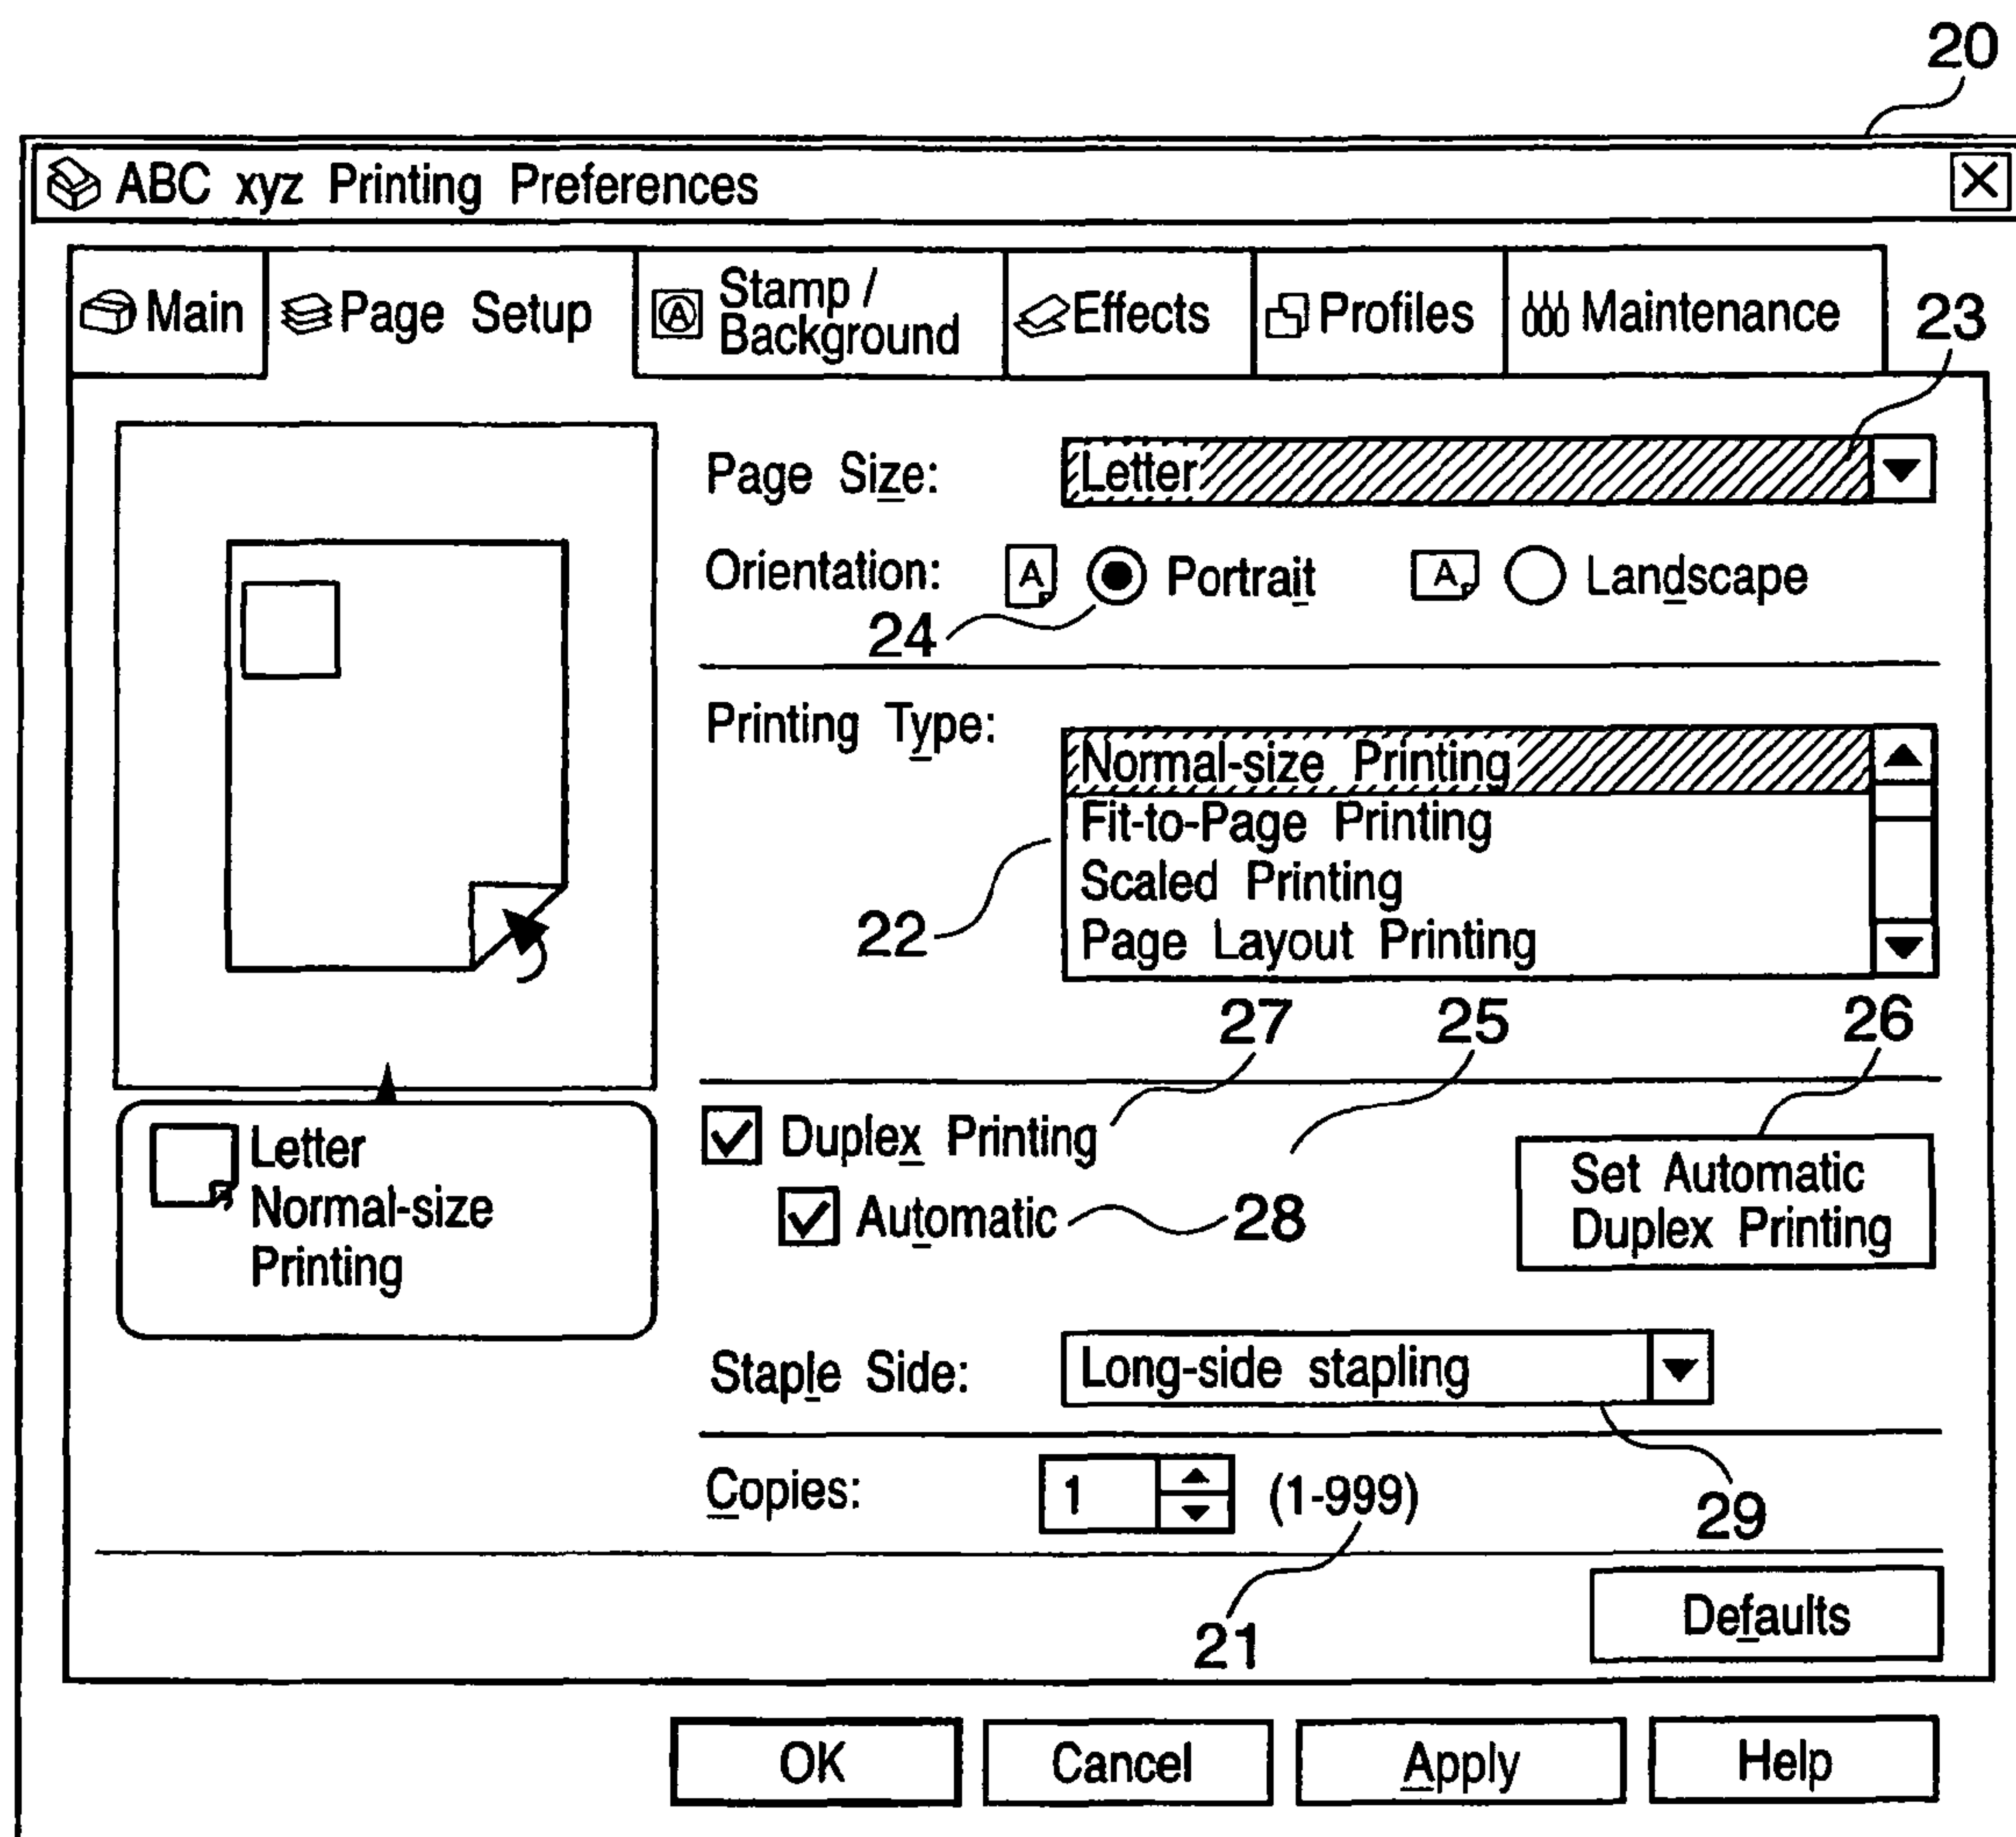 20
ABC xyz Printing Preferences
Main
Page Setup
Stamp /
Background
Effects
Profiles
Maintenance
23
Page Size:
Letter
Orientation:
A
Portrait
A
Landscape
24
Printing Type:
Normal-size Printing
Fit-to-Page Printing
Scaled Printing
Page Layout Printing
22
27
25
26
Duplex Printing
Automatic
28
Set Automatic
Duplex Printing
Letter
Normal-size
Printing
Staple Side:
Long-side stapling
29
Copies:
1
(1-999)
21
Defaults
OK
Cancel
Apply
Help